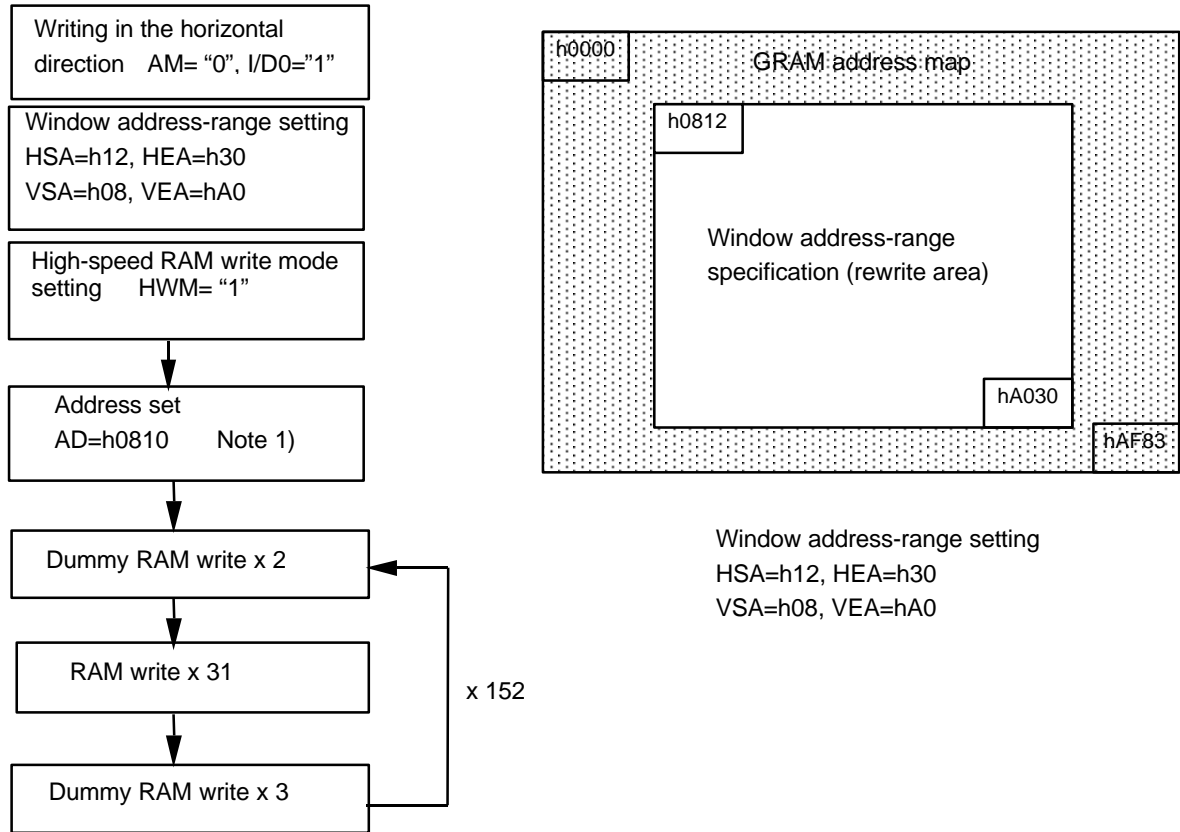 Writing in the horizontal
direction AM= “0”, I/D0=”1”
Window address-range setting
HSA=h12, HEA=h30
VSA=h08, VEA=hA0
High-speed RAM write mode
setting HWM= “1”
Address set
AD=h0810 Note 1)
Dummy RAM write x 2
RAM write x 31
x 152
Dummy RAM write x 3
h0000
GRAM address map
h0812
Window address-range
specification (rewrite area)
hA030
hAF83
Window address-range setting
HSA=h12, HEA=h30
VSA=h08, VEA=hA0